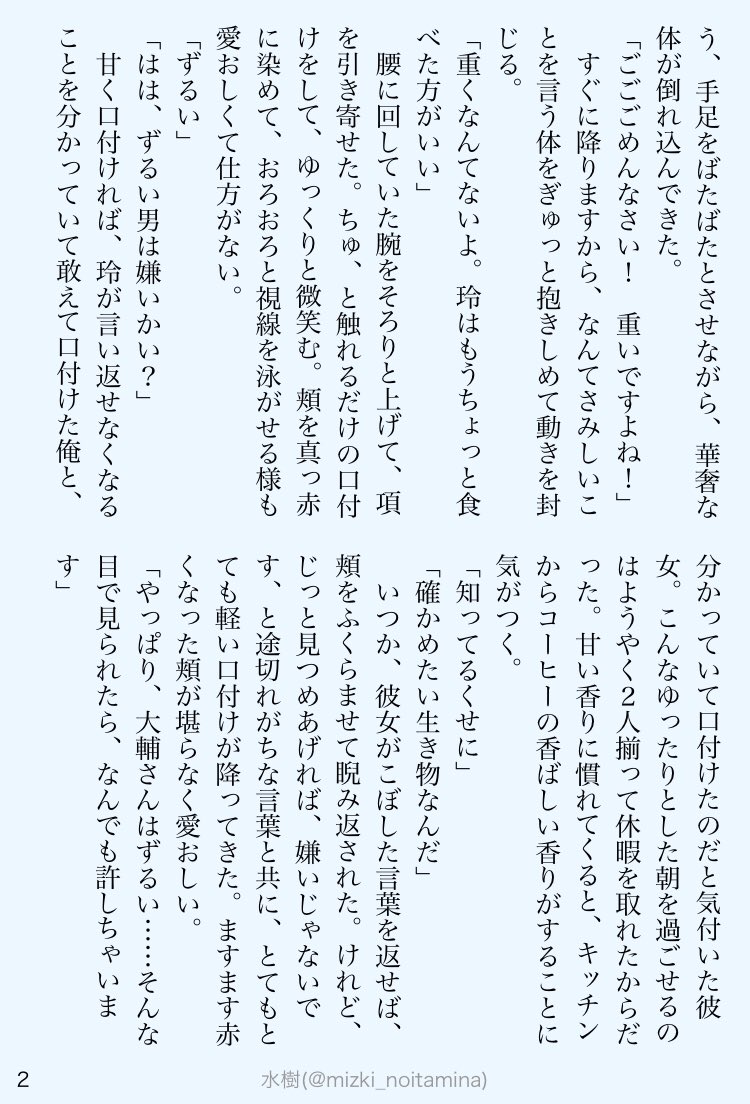 う、手足をばたばたとさせながら、華奢な
体が倒れ込んできた。
「ごごごめんなさい！　重いですよね！」
　すぐに降りますから、なんてさみしいこ
とを言う体をぎゅっと抱きしめて動きを封
じる。
「重くなんてないよ。玲はもうちょっと食
べた方がいい」
　腰に回していた腕をそろりと上げて、項
を引き寄せた。ちゅ、と触れるだけの口付
けをして、ゆっくりと微笑む。頬を真っ赤
に染めて、おろおろと視線を泳がせる様も
愛おしくて仕方がない。
「ずるい」
「はは、ずるい男は嫌いかい？」
　甘く口付ければ、玲が言い返せなくなる
ことを分かっていて敢えて口付けた俺と、
分かっていて口付けたのだと気付いた彼
女。こんなゆったりとした朝を過ごせるの
はようやく２人揃って休暇を取れたからだ
った。甘い香りに慣れてくると、キッチン
からコーヒーの香ばしい香りがすることに
気がつく。
「知ってるくせに」
「確かめたい生き物なんだ」
　いつか、彼女がこぼした言葉を返せば、
頬をふくらませて睨み返された。けれど、
じっと見つめあげれば、嫌いじゃないで
す、と途切れがちな言葉と共に、とてもと
ても軽い口付けが降ってきた。ますます赤
くなった頬が堪らなく愛おしい。
「やっぱり、大輔さんはずるい……そんな
目で見られたら、なんでも許しちゃいま
す」
2
水樹(@mizki_noitamina)